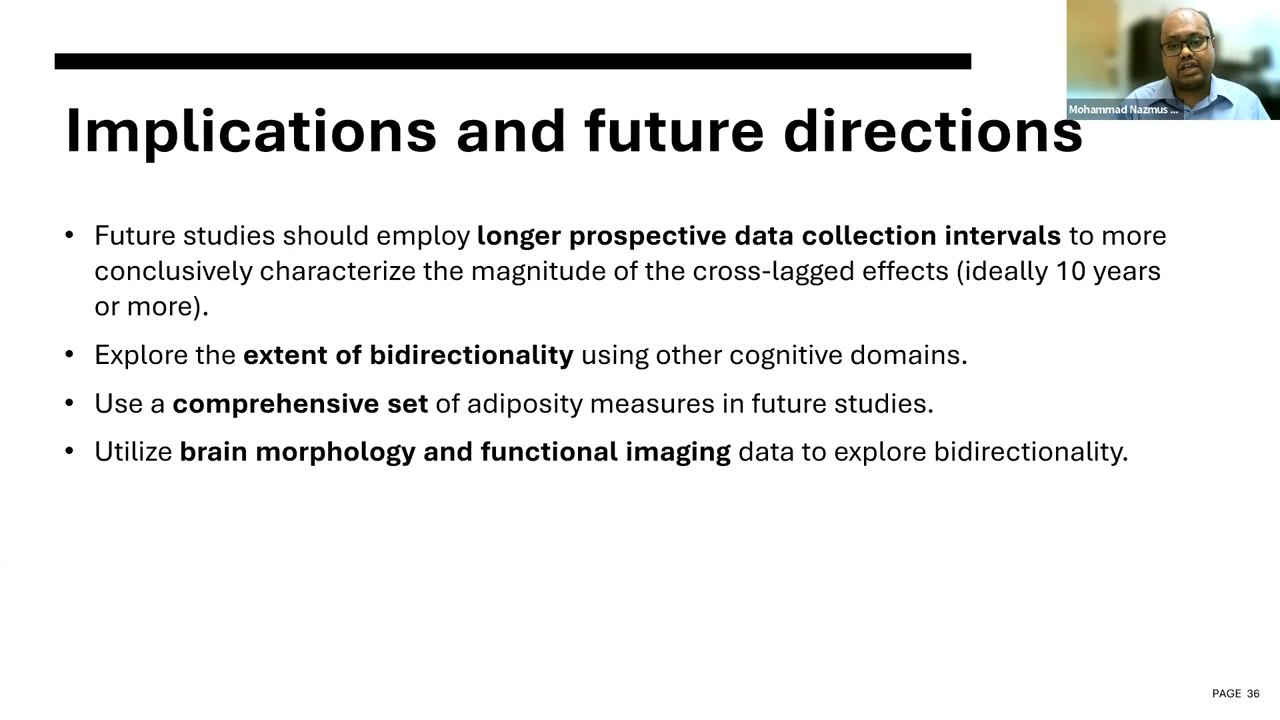 Mohammad Nazmus ...
Implications and future directions
• Future studies should employ longer prospective data collection intervals to more
conclusively characterize the magnitude of the cross-lagged effects (ideally 10 years
or more).
• Explore the extent of bidirectionality using other cognitive domains.
• Use a comprehensive set of adiposity measures in future studies.
• Utilize brain morphology and functional imaging data to explore bidirectionality.
PAGE 36